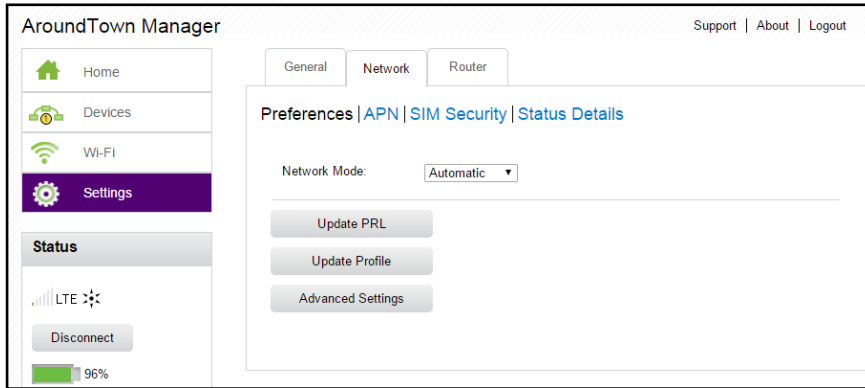 AroundTown Manager
Support | About | Logout
Home
Devices
1
Wi-Fi
Settings
General
Network
Router
Preferences | APN | SIM Security | Status Details
Network Mode:
Automatic
Update PRL
Update Profile
Advanced Settings
Status
LTE
Disconnect
96%